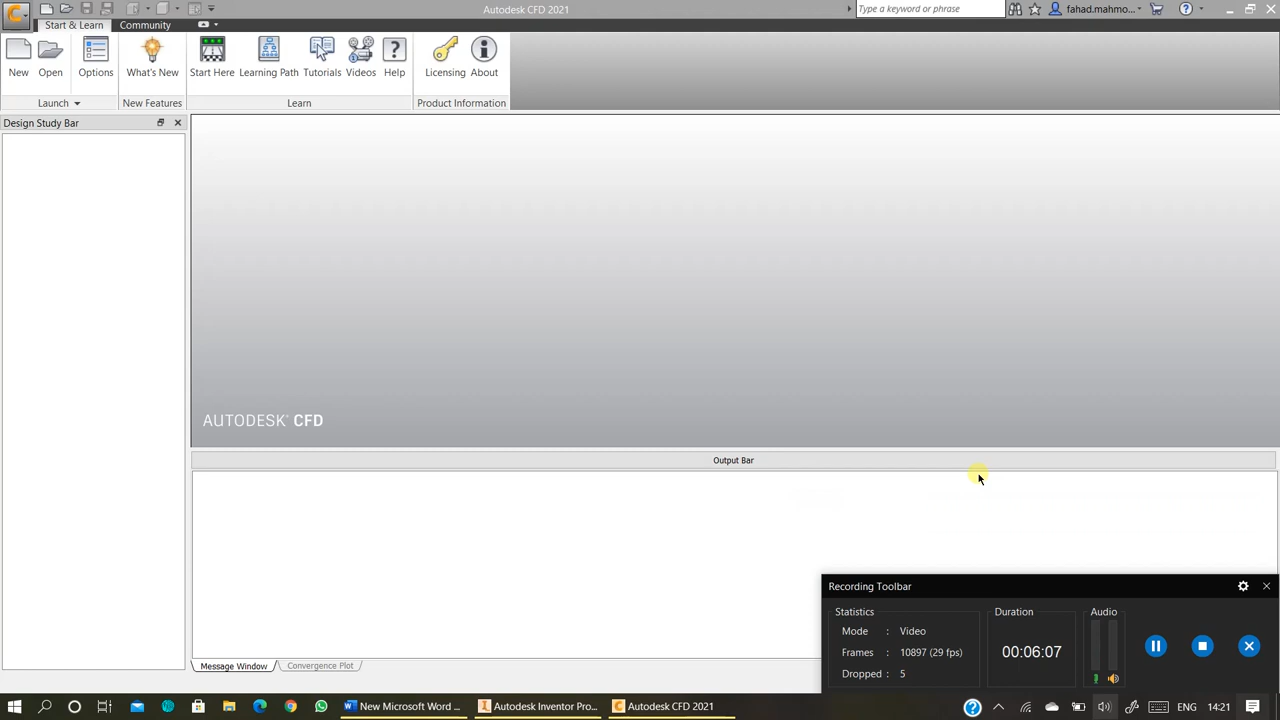 Autodesk CFD 2021
Type a keyword or phrase
fahad.mahmo...
Start & Learn
Community
New
Open
Options
What's New
Start Here
Learning Path
Tutorials
Videos
Help
Licensing
About
Launch
New Features
Learn
Product Information
Design Study Bar
AUTODESK® CFD
Output Bar
Message Window
Convergence Plot
Recording Toolbar
Statistics
Mode : Video
Frames : 10897 (29 fps)
Dropped : 5
Duration
00:06:07
Audio
New Microsoft Word ...
Autodesk Inventor Pro...
Autodesk CFD 2021
ENG
14:21